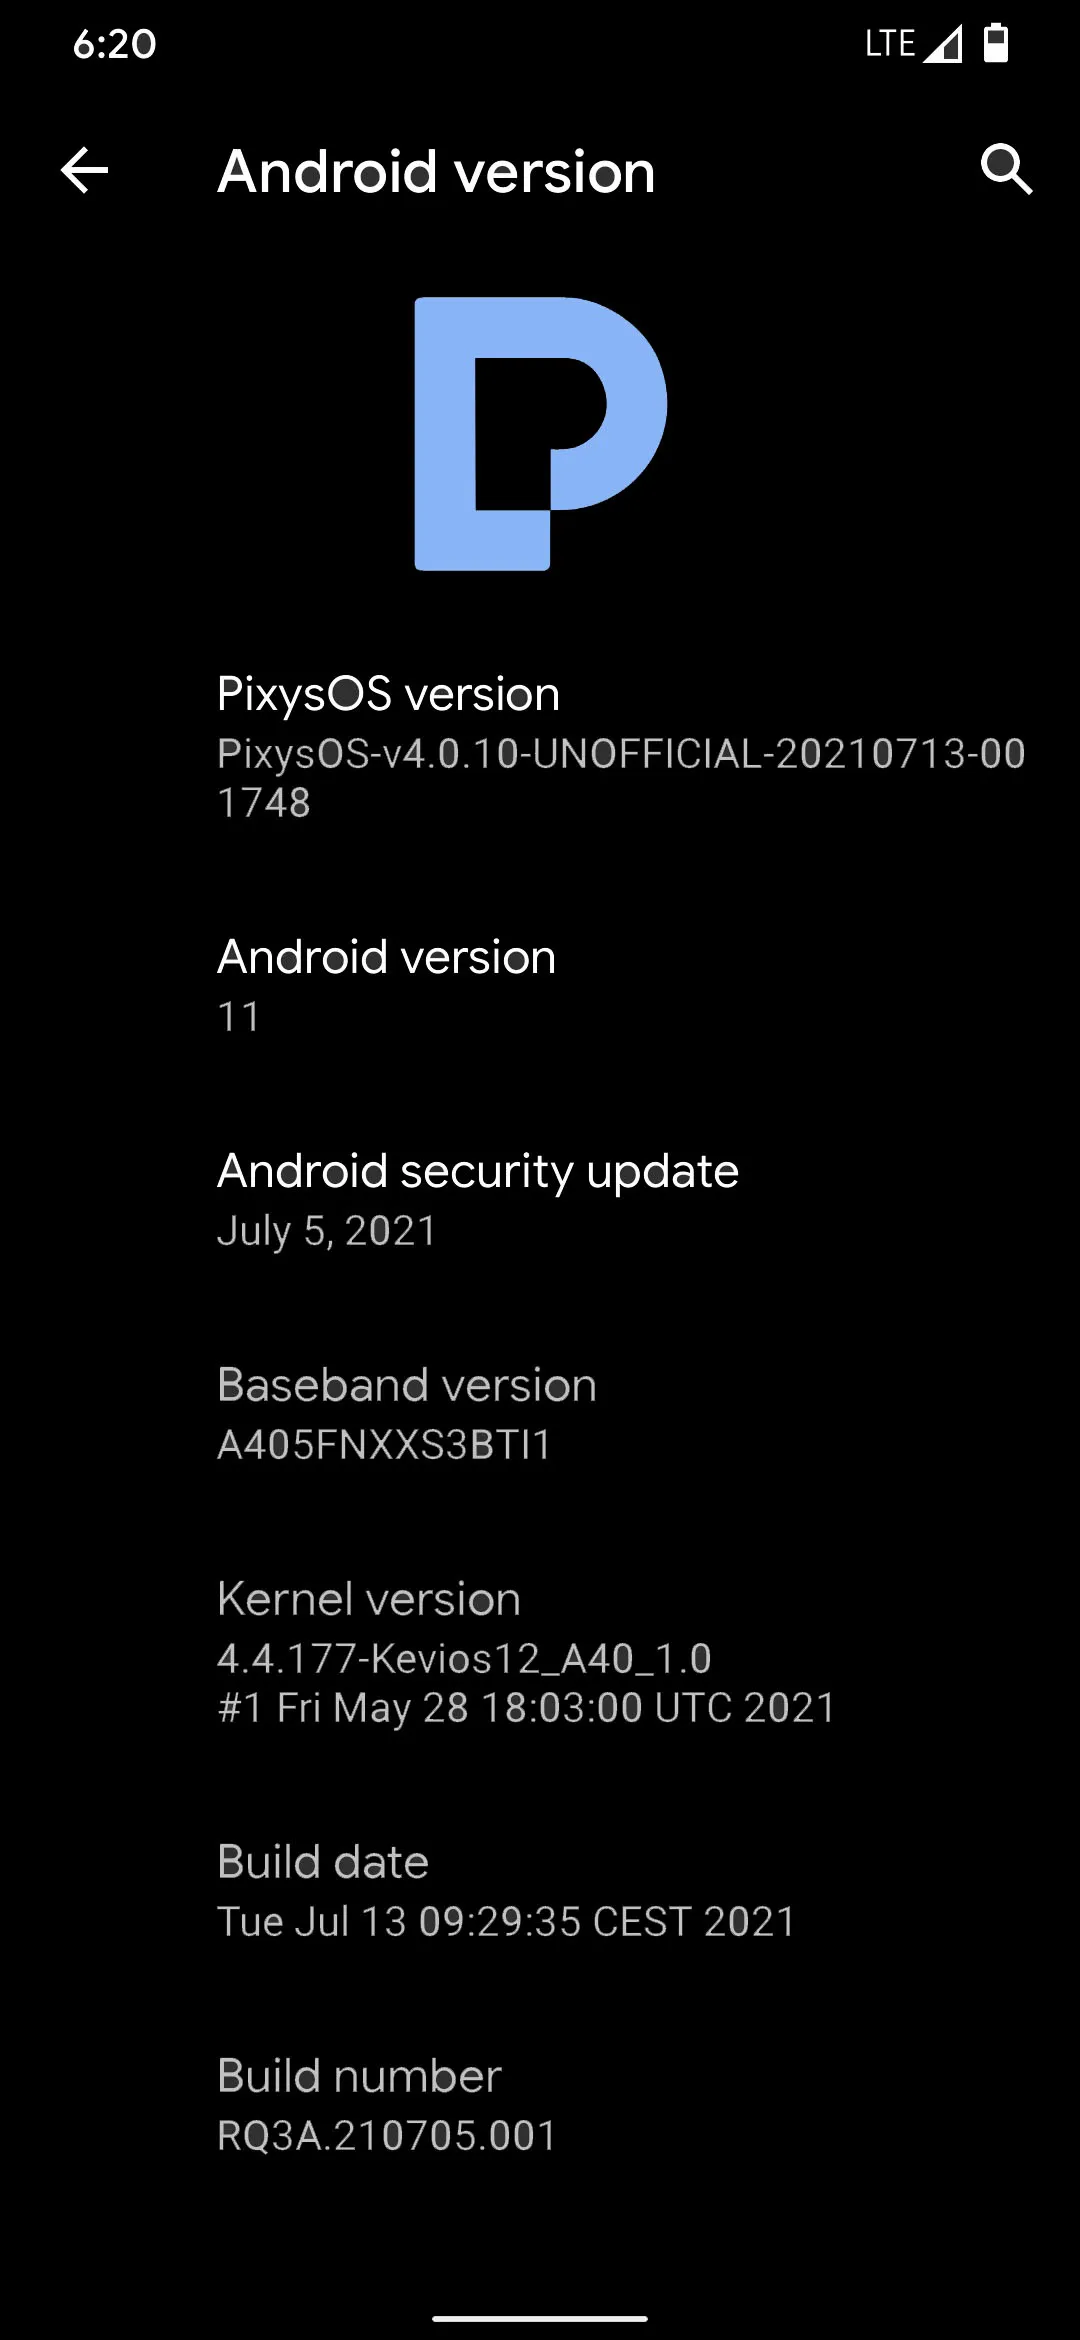 6:20
LTE
Android version
PixysOS version
PixysOS-v4.0.10-UNOFFICIAL-20210713-00
1748
Android version
11
Android security update
July 5, 2021
Baseband version
A405FNXXS3BTI1
Kernel version
4.4.177-Kevios12_A40_1.0
#1 Fri May 28 18:03:00 UTC 2021
Build date
Tue Jul 13 09:29:35 CEST 2021
Build number
RQ3A.210705.001